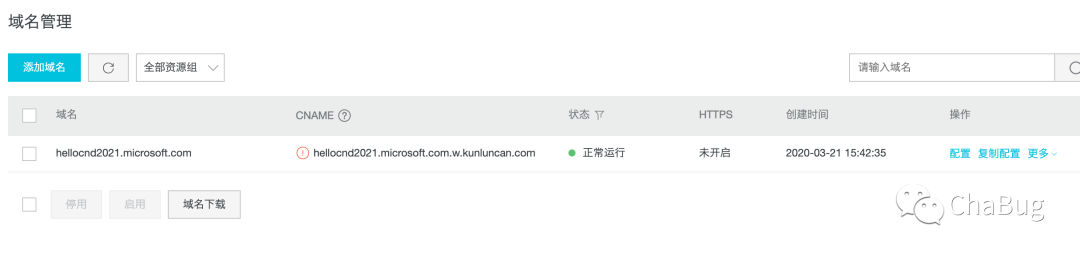 域名管理
添加域名 全部资源组 请输入域名
域名 CNAME ? 状态 HTTPS 创建时间 操作
hellocnd2021.microsoft.com ! hellocnd2021.microsoft.com.w.kunluncan.com 正常运行 未开启 2020-03-21 15:42:35 配置 复制配置 更多
停用 启用 域名下载
ChaBug